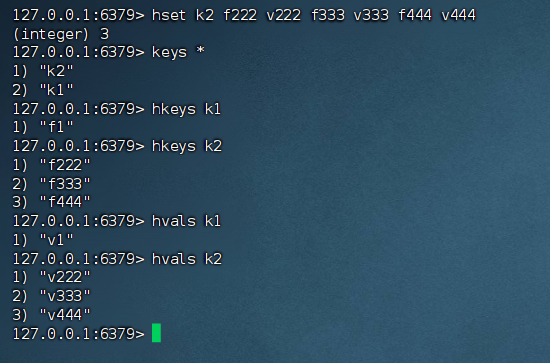 127.0.0.1:6379> hset k2 f222 v222 f333 v333 f444 v444
(integer) 3
127.0.0.1:6379> keys *
1) "k2"
2) "k1"
127.0.0.1:6379> hkeys k1
1) "f1"
127.0.0.1:6379> hkeys k2
1) "f222"
2) "f333"
3) "f444"
127.0.0.1:6379> hvals k1
1) "v1"
127.0.0.1:6379> hvals k2
1) "v222"
2) "v333"
3) "v444"
127.0.0.1:6379>